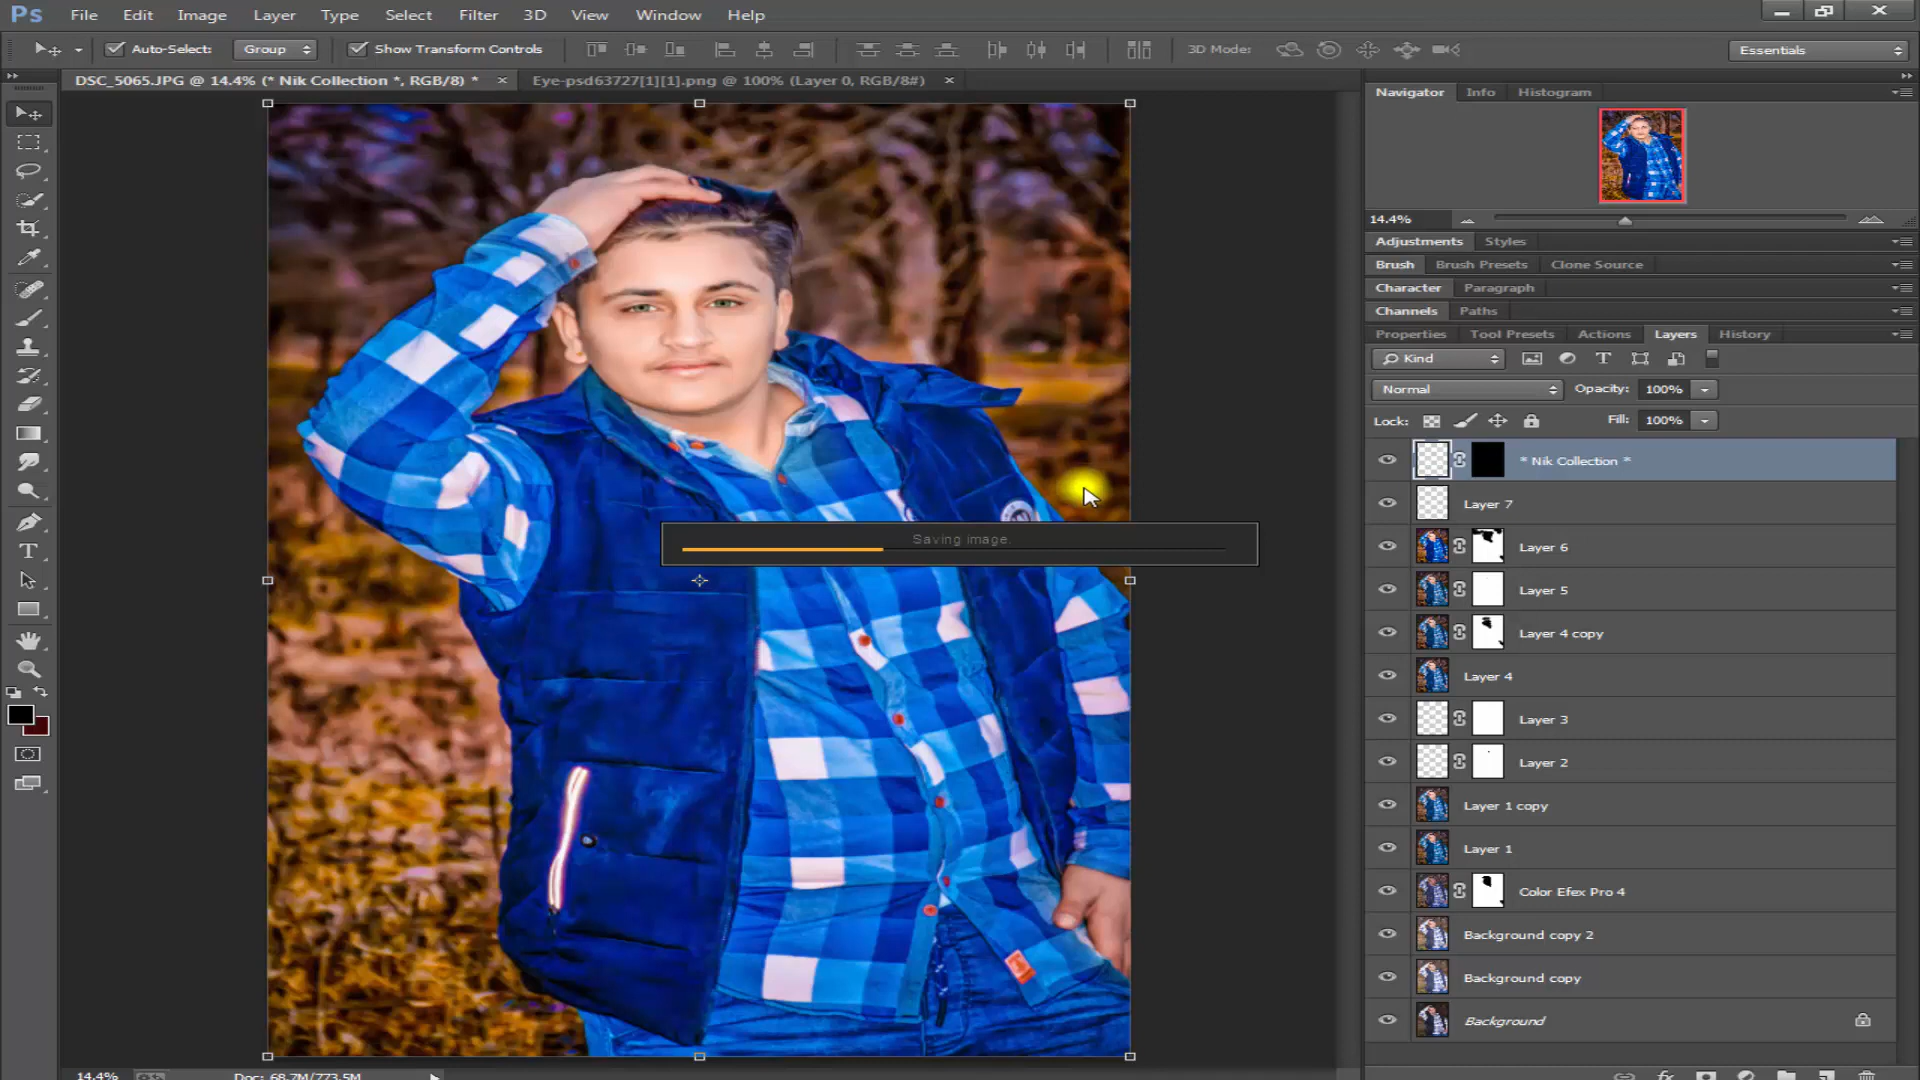 Ps File Edit Image Layer Type Select Filter 3D View Window Help
Auto-Select: Group Show Transform Controls 3D Mode: Essentials
DSC_5065.JPG @ 14.4% (* Nik Collection *, RGB/8) * × Eye-psd63727[1][1].png @ 100% (Layer 0, RGB/8#) ×
Navigator Info Histogram
14.4%
Adjustments Styles
Brush Brush Presets Clone Source
Character Paragraph
Channels Paths
Properties Tool Presets Actions Layers History
Kind
Normal Opacity: 100%
Lock: Fill: 100%
* Nik Collection *
Layer 7
Saving image.
Layer 6
Layer 5
Layer 4 copy
Layer 4
Layer 3
Layer 2
Layer 1 copy
Layer 1
Color Efex Pro 4
Background copy 2
Background copy
Background
14.4% Doc: 68.7M/773.5M